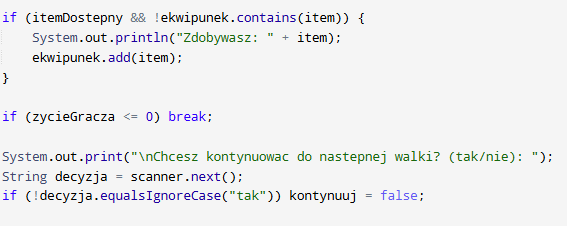 if (itemDostepny && !ekwipunek.contains(item)) {
    System.out.println("Zdobywasz: " + item);
    ekwipunek.add(item);
}
if (zycieGracza <= 0) break;
System.out.print("\nChcesz kontynuowac do nastepnej walki? (tak/nie): ");
String decyzja = scanner.next();
if (!decyzja.equalsIgnoreCase("tak")) kontynuuj = false;